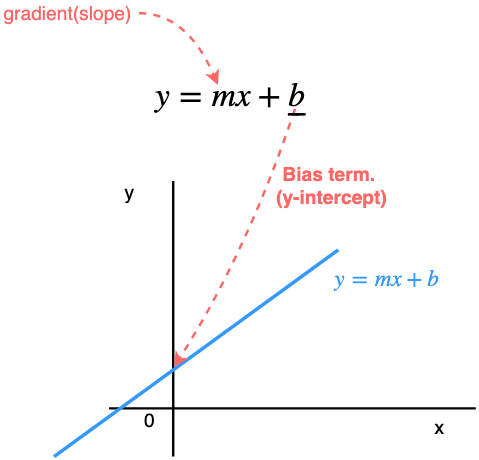 gradient(slope)
y = mx + b
Bias term.
(y-intercept)
y
y = mx + b
0
x